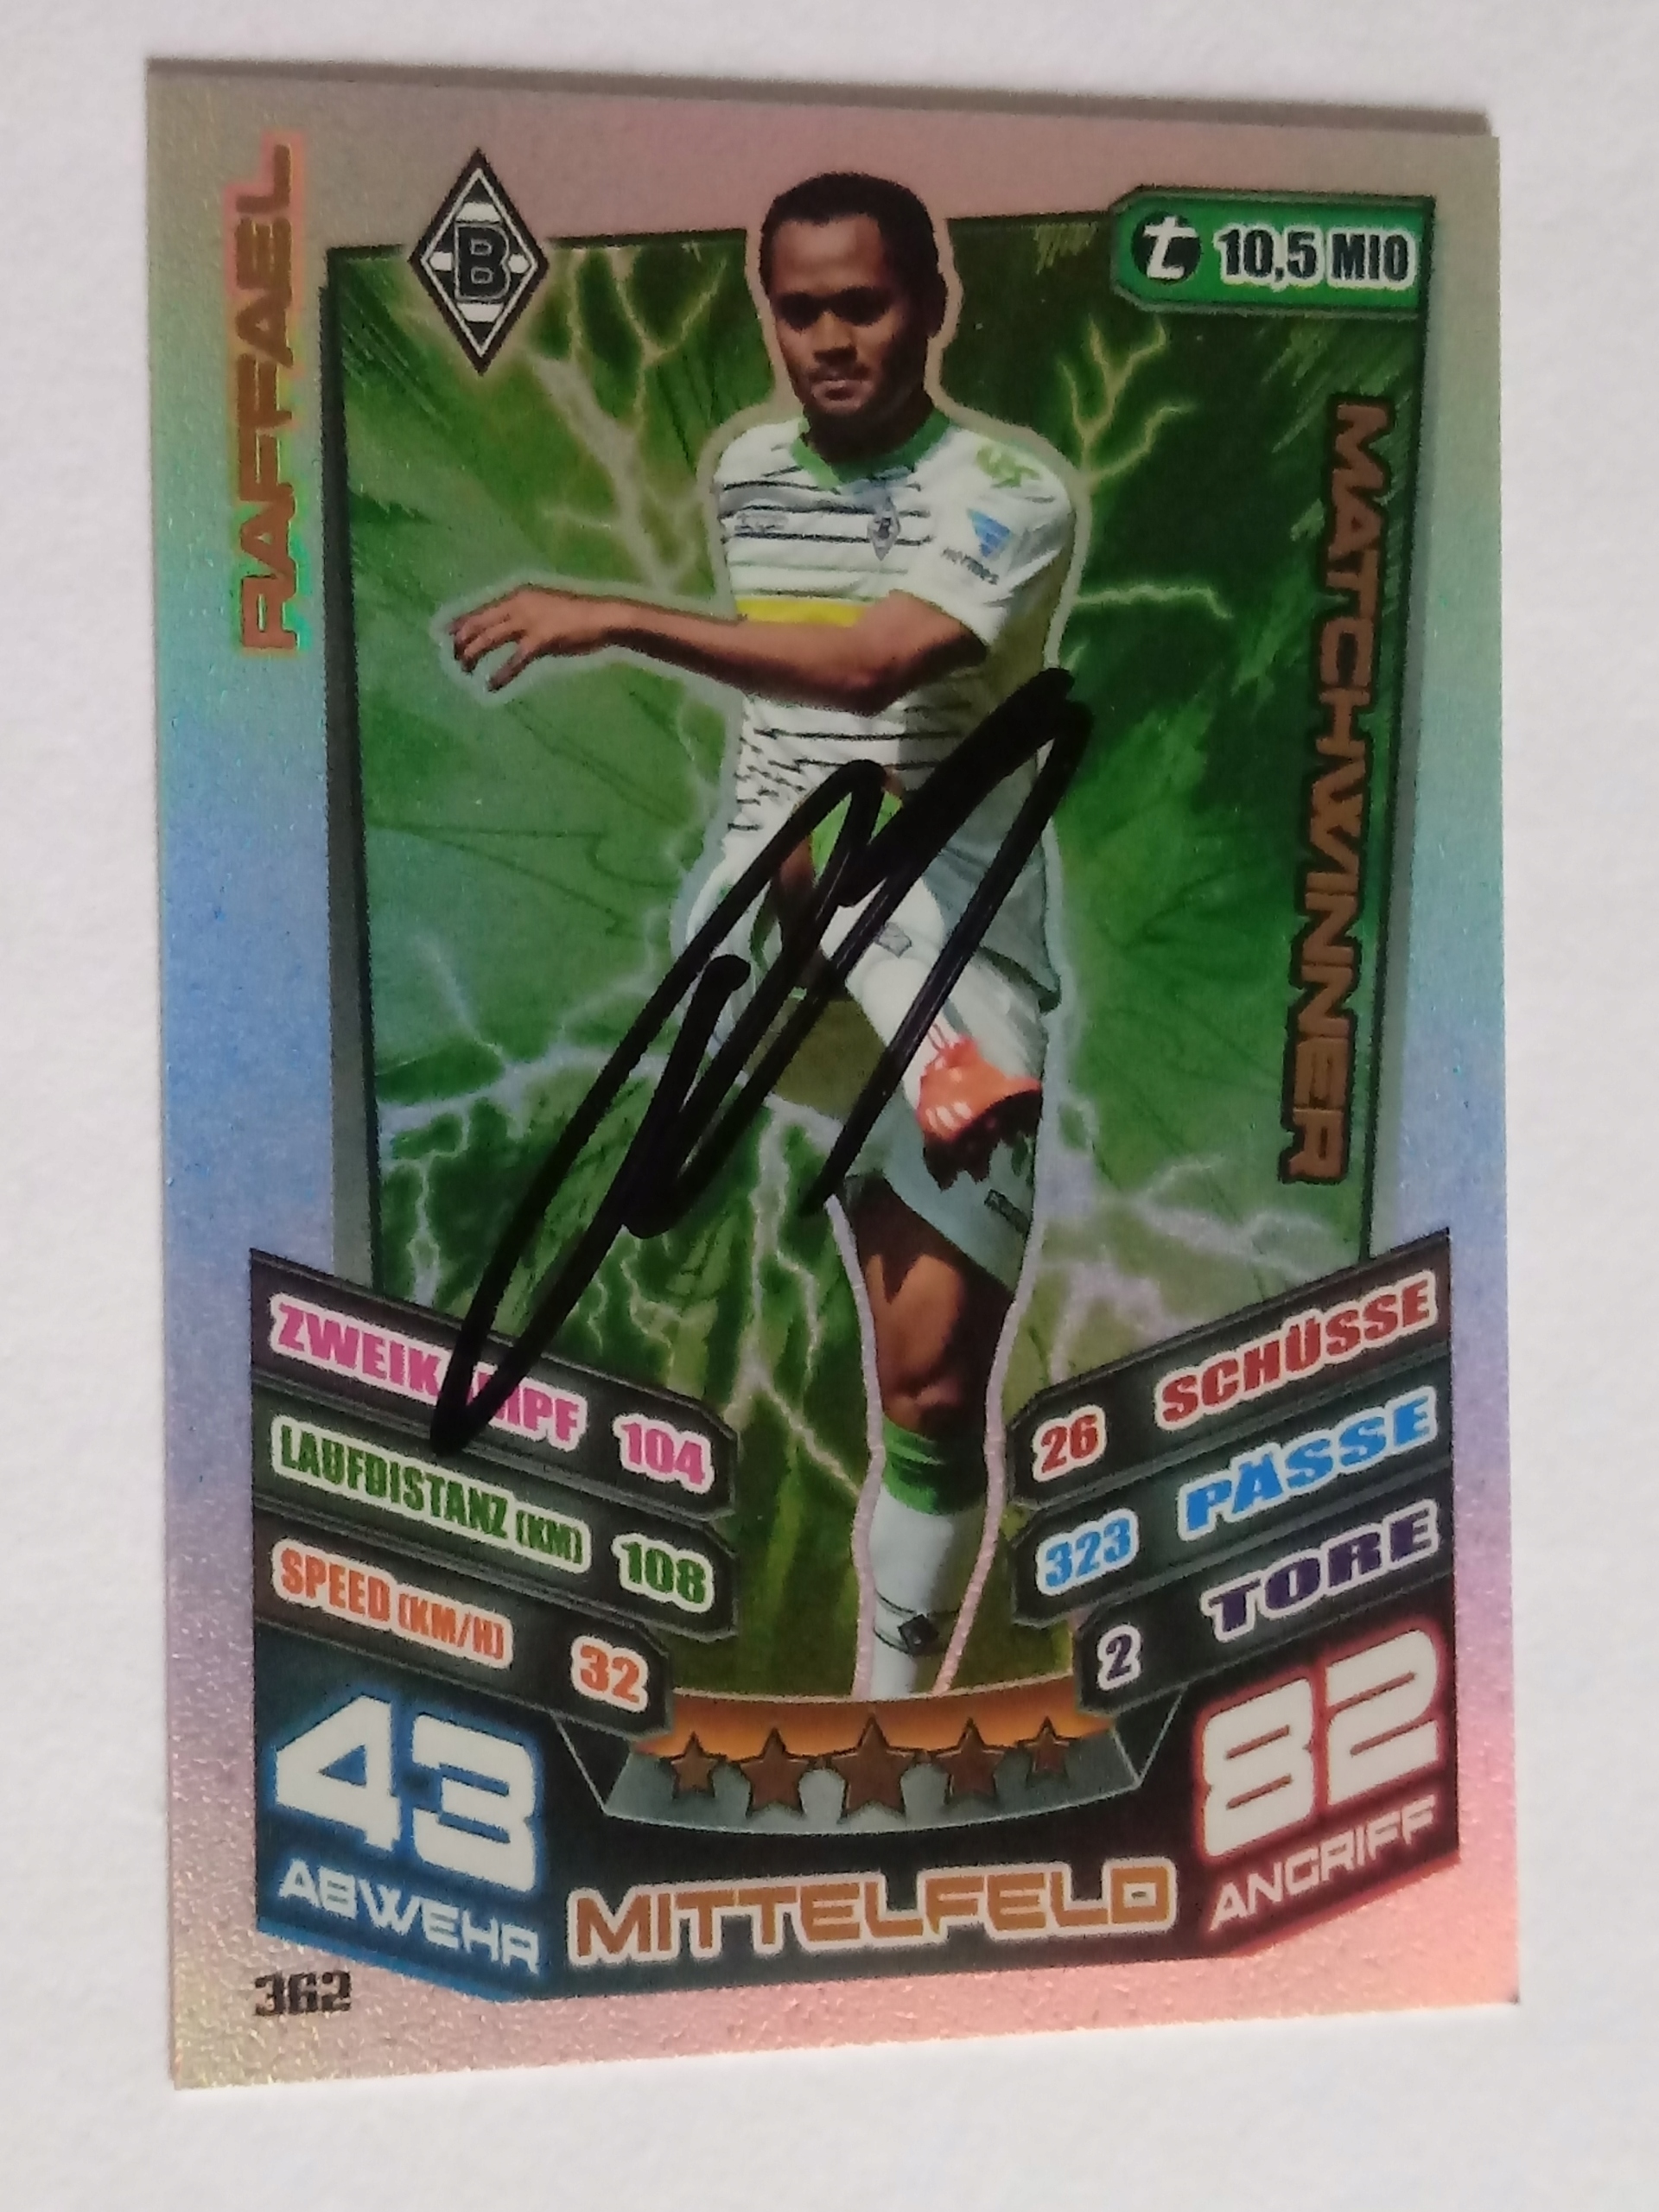 RAFFAEL
B
t 10,5 MIO
MATCHWINNER
ZWEIKAMPF 104
LAUFDISTANZ (KM) 108
SPEED (KM/H) 32
26 SCHÜSSE
323 PÄSSE
2 TORE
43
ABWEHR
MITTELFELD
82
ANGRIFF
362